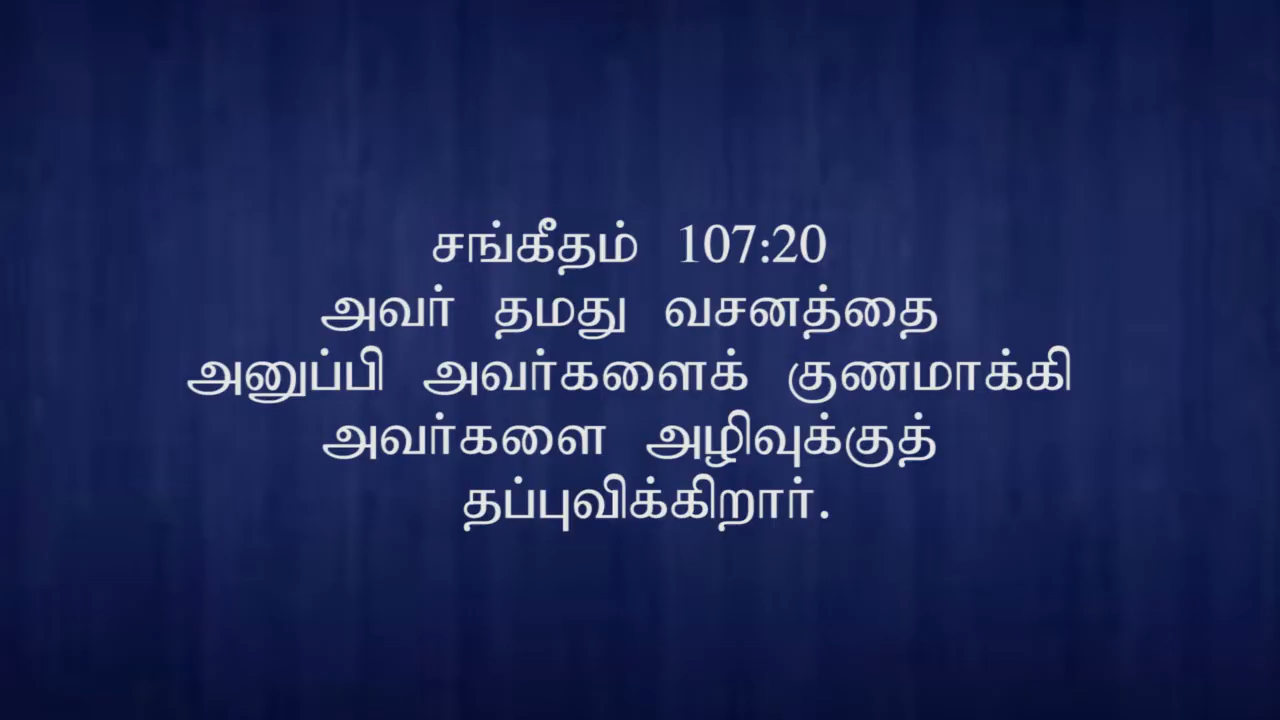 சங்கீதம் 107:20
அவர் தமது வசனத்தை
அனுப்பி அவர்களைக் குணமாக்கி
அவர்களை அழிவுக்குத்
தப்புவிக்கிறார்.